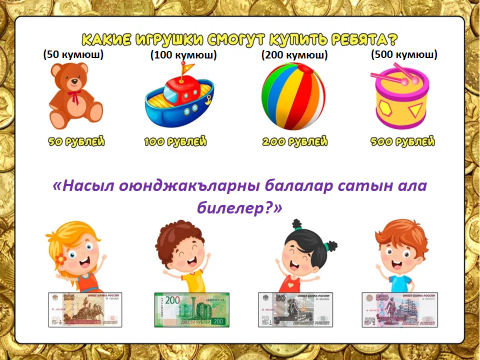 КАКИЕ ИГРУШКИ СМОГУТ КУПИТЬ РЕБЯТА?
(50 кумюш) (100 кумюш) (200 кумюш) (500 кумюш)
50 РУБЛЕЙ 100 РУБЛЕЙ 200 РУБЛЕЙ 500 РУБЛЕЙ
«Насыл оюнджакъларны балалар сатын ала
билелер?»
200